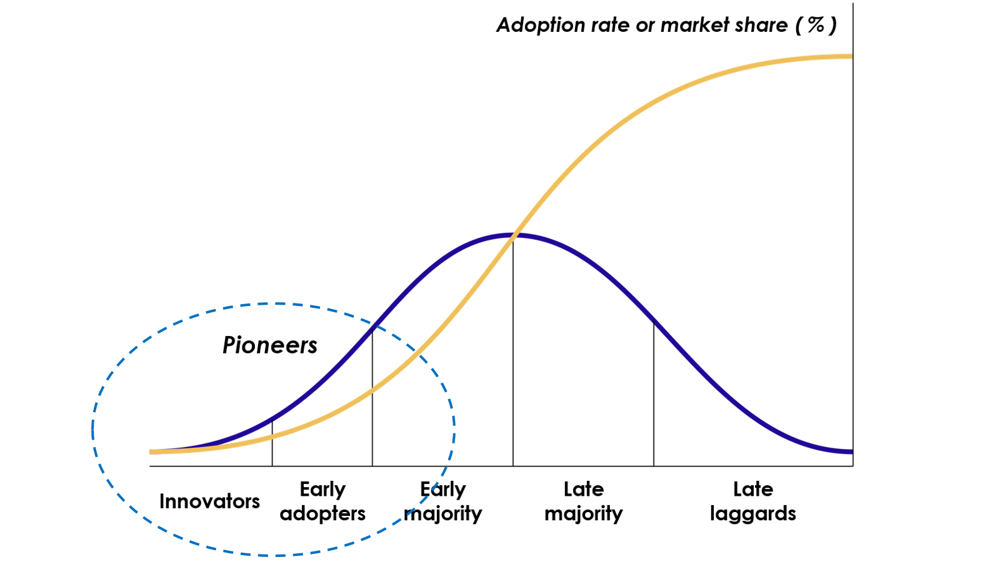 Adoption rate or market share ( % )
Pioneers
Innovators
Early
adopters
Early
majority
Late
majority
Late
laggards